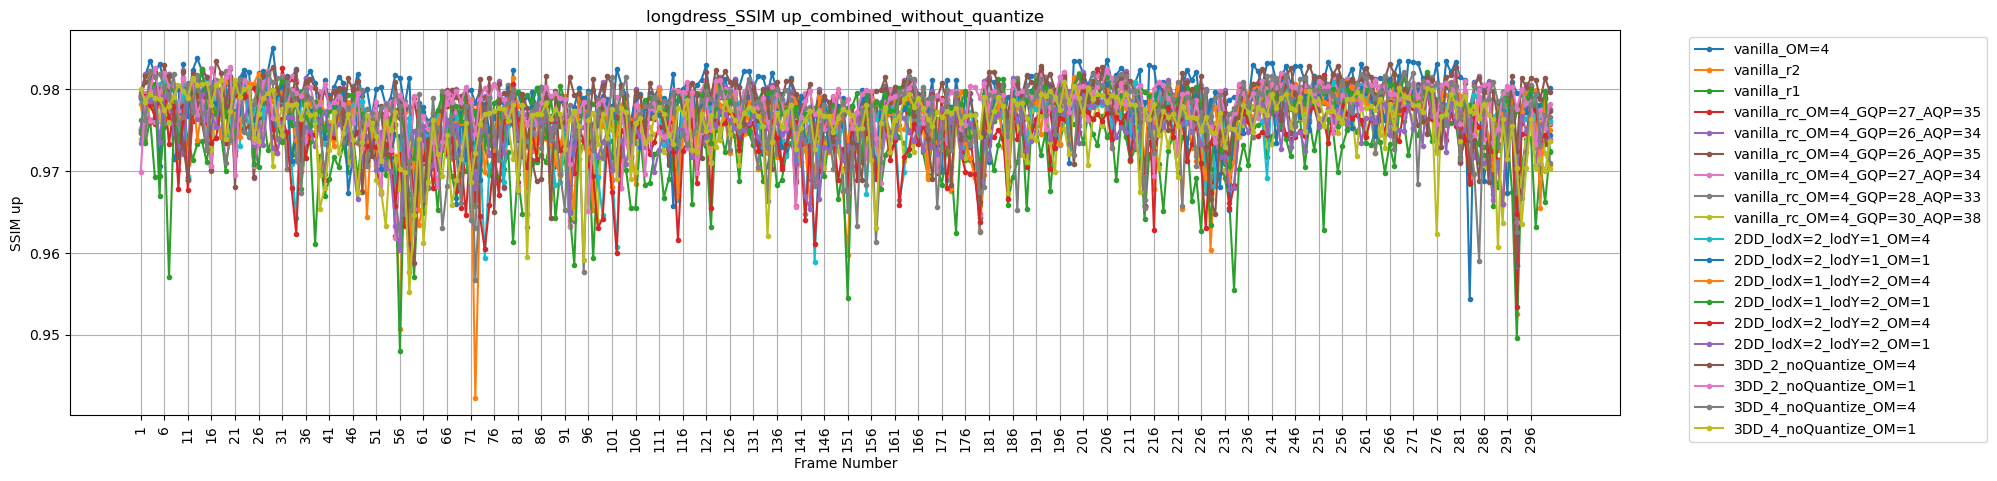 longdress_SSIM up_combined_without_quantize
SSIM up
0.98
0.97
0.96
0.95
1 6 11 16 21 26 31 36 41 46 51 56 61 66 71 76 81 86 91 96 101 106 111 116 121 126 131 136 141 146 151 156 161 166 171 176 181 186 191 196 201 206 211 216 221 226 231 236 241 246 251 256 261 266 271 276 281 286 291 296
Frame Number
vanilla_OM=4
vanilla_r2
vanilla_r1
vanilla_rc_OM=4_GQP=27_AQP=35
vanilla_rc_OM=4_GQP=26_AQP=34
vanilla_rc_OM=4_GQP=26_AQP=35
vanilla_rc_OM=4_GQP=27_AQP=34
vanilla_rc_OM=4_GQP=28_AQP=33
vanilla_rc_OM=4_GQP=30_AQP=38
2DD_lodX=2_lodY=1_OM=4
2DD_lodX=2_lodY=1_OM=1
2DD_lodX=1_lodY=2_OM=4
2DD_lodX=1_lodY=2_OM=1
2DD_lodX=2_lodY=2_OM=4
2DD_lodX=2_lodY=2_OM=1
3DD_2_noQuantize_OM=4
3DD_2_noQuantize_OM=1
3DD_4_noQuantize_OM=4
3DD_4_noQuantize_OM=1